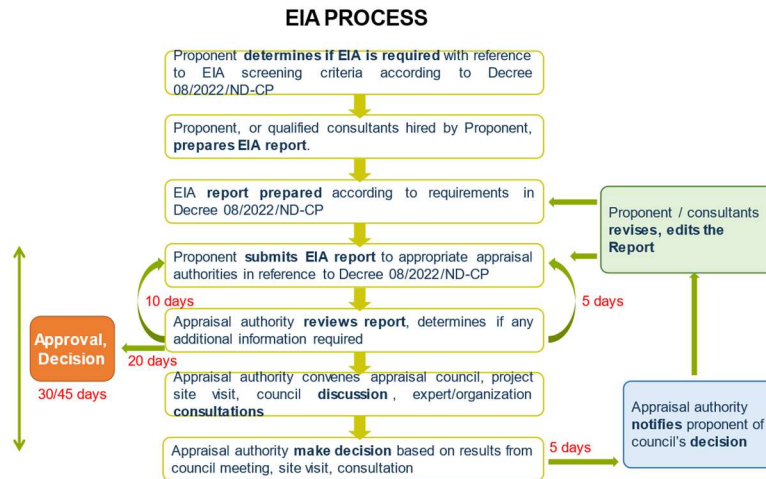 EIA PROCESS
Proponent determines if EIA is required with reference
to EIA screening criteria according to Decree
08/2022/ND-CP
Proponent, or qualified consultants hired by Proponent,
prepares EIA report.
EIA report prepared according to requirements in
Decree 08/2022/ND-CP
Proponent / consultants
revises, edits the
Report
Proponent submits EIA report to appropriate appraisal
authorities in reference to Decree 08/2022/ND-CP
10 days
5 days
Appraisal authority reviews report, determines if any
additional information required
Approval,
Decision
20 days
30/45 days
Appraisal authority convenes appraisal council, project
site visit, council discussion , expert/organization
consultations
Appraisal authority
notifies proponent of
council's decision
Appraisal authority make decision based on results from
council meeting, site visit, consultation
5 days